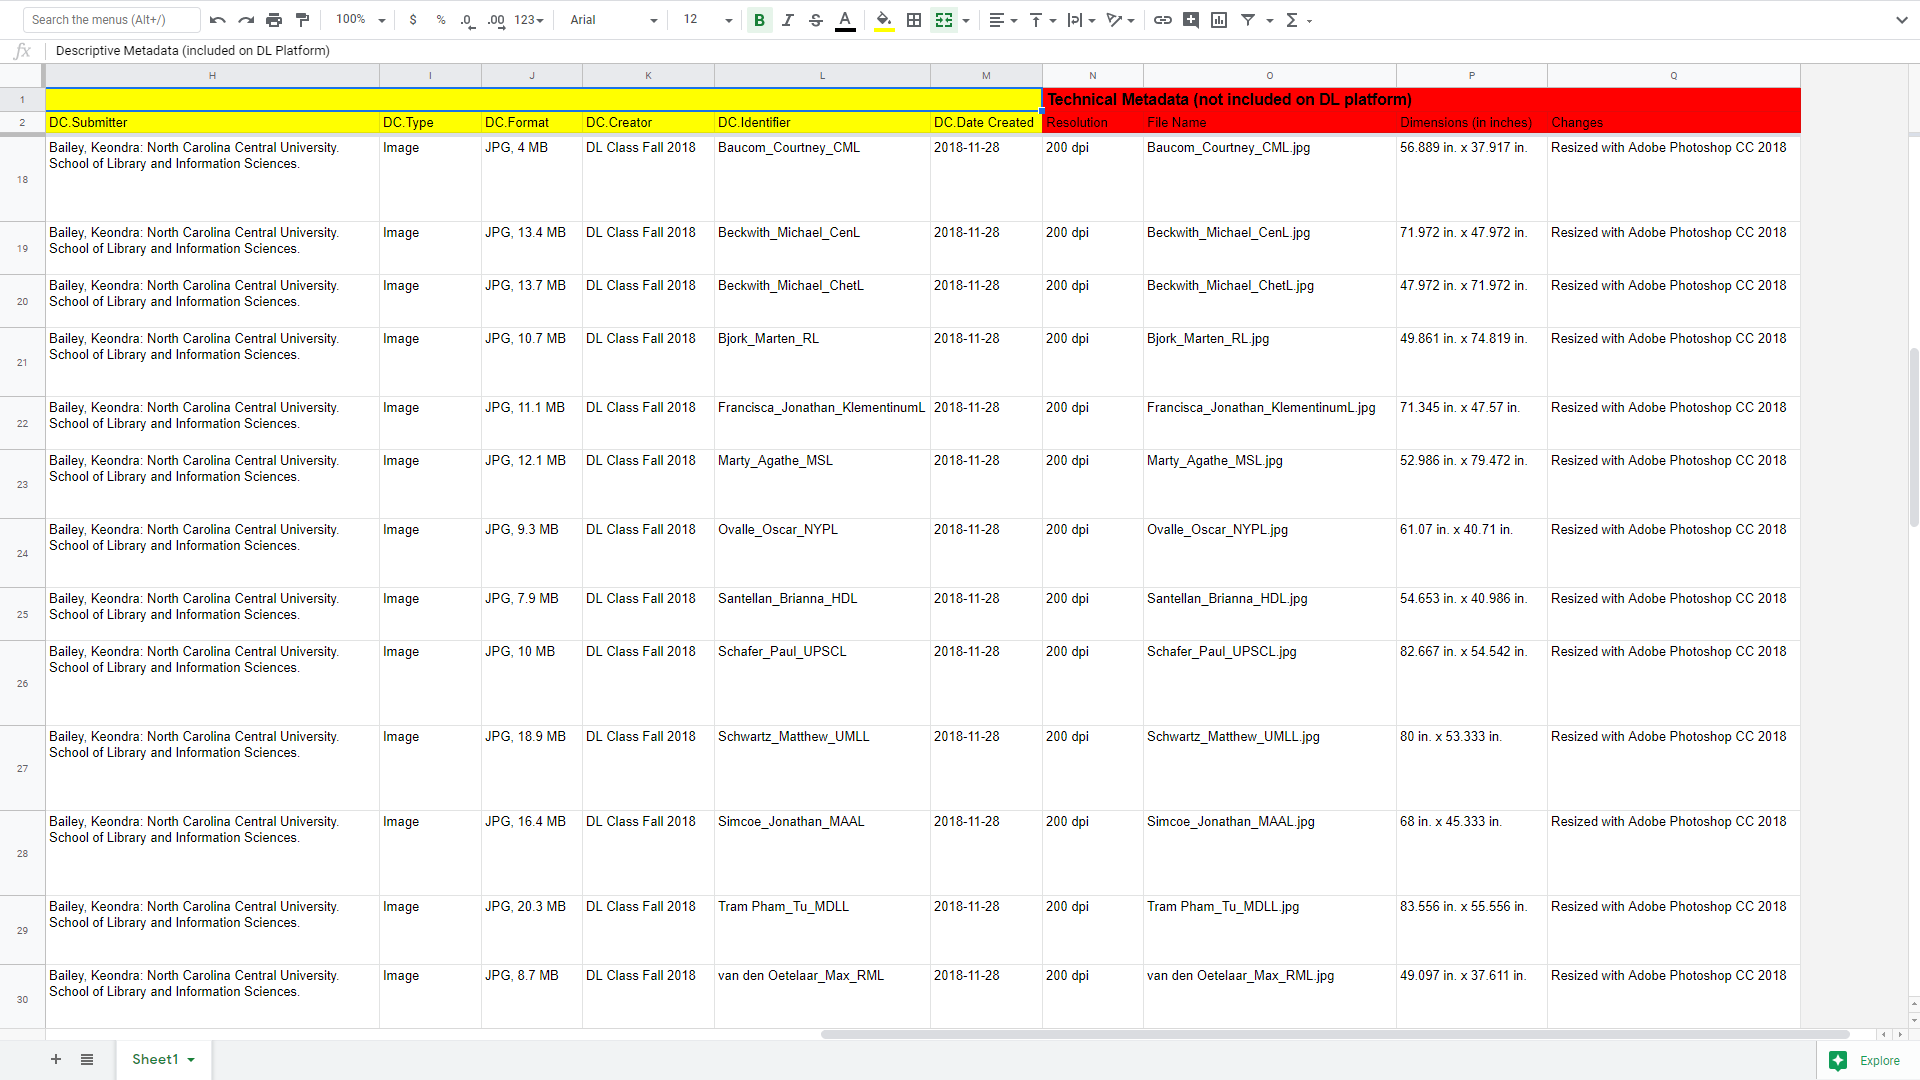 Search the menus (Alt+/)
100%
$ % .0 .00 123
Arial
12
B I S A
fx Descriptive Metadata (included on DL Platform)
H I J K L M N O P Q
1 Technical Metadata (not included on DL platform)
2 DC.Submitter DC.Type DC.Format DC.Creator DC.Identifier DC.Date Created Resolution File Name Dimensions (in inches) Changes
18 Bailey, Keondra: North Carolina Central University. Image JPG, 4 MB DL Class Fall 2018 Baucom_Courtney_CML 2018-11-28 200 dpi Baucom_Courtney_CML.jpg 56.889 in. x 37.917 in. Resized with Adobe Photoshop CC 2018
School of Library and Information Sciences.
19 Bailey, Keondra: North Carolina Central University. Image JPG, 13.4 MB DL Class Fall 2018 Beckwith_Michael_CenL 2018-11-28 200 dpi Beckwith_Michael_CenL.jpg 71.972 in. x 47.972 in. Resized with Adobe Photoshop CC 2018
School of Library and Information Sciences.
20 Bailey, Keondra: North Carolina Central University. Image JPG, 13.7 MB DL Class Fall 2018 Beckwith_Michael_ChetL 2018-11-28 200 dpi Beckwith_Michael_ChetL.jpg 47.972 in. x 71.972 in. Resized with Adobe Photoshop CC 2018
School of Library and Information Sciences.
21 Bailey, Keondra: North Carolina Central University. Image JPG, 10.7 MB DL Class Fall 2018 Bjork_Marten_RL 2018-11-28 200 dpi Bjork_Marten_RL.jpg 49.861 in. x 74.819 in. Resized with Adobe Photoshop CC 2018
School of Library and Information Sciences.
22 Bailey, Keondra: North Carolina Central University. Image JPG, 11.1 MB DL Class Fall 2018 Francisca_Jonathan_KlementinumL 2018-11-28 200 dpi Francisca_Jonathan_KlementinumL.jpg 71.345 in. x 47.57 in. Resized with Adobe Photoshop CC 2018
School of Library and Information Sciences.
23 Bailey, Keondra: North Carolina Central University. Image JPG, 12.1 MB DL Class Fall 2018 Marty_Agathe_MSL 2018-11-28 200 dpi Marty_Agathe_MSL.jpg 52.986 in. x 79.472 in. Resized with Adobe Photoshop CC 2018
School of Library and Information Sciences.
24 Bailey, Keondra: North Carolina Central University. Image JPG, 9.3 MB DL Class Fall 2018 Ovalle_Oscar_NYPL 2018-11-28 200 dpi Ovalle_Oscar_NYPL.jpg 61.07 in. x 40.71 in. Resized with Adobe Photoshop CC 2018
School of Library and Information Sciences.
25 Bailey, Keondra: North Carolina Central University. Image JPG, 7.9 MB DL Class Fall 2018 Santellan_Brianna_HDL 2018-11-28 200 dpi Santellan_Brianna_HDL.jpg 54.653 in. x 40.986 in. Resized with Adobe Photoshop CC 2018
School of Library and Information Sciences.
26 Bailey, Keondra: North Carolina Central University. Image JPG, 10 MB DL Class Fall 2018 Schafer_Paul_UPSCL 2018-11-28 200 dpi Schafer_Paul_UPSCL.jpg 82.667 in. x 54.542 in. Resized with Adobe Photoshop CC 2018
School of Library and Information Sciences.
27 Bailey, Keondra: North Carolina Central University. Image JPG, 18.9 MB DL Class Fall 2018 Schwartz_Matthew_UMLL 2018-11-28 200 dpi Schwartz_Matthew_UMLL.jpg 80 in. x 53.333 in. Resized with Adobe Photoshop CC 2018
School of Library and Information Sciences.
28 Bailey, Keondra: North Carolina Central University. Image JPG, 16.4 MB DL Class Fall 2018 Simcoe_Jonathan_MAAL 2018-11-28 200 dpi Simcoe_Jonathan_MAAL.jpg 68 in. x 45.333 in. Resized with Adobe Photoshop CC 2018
School of Library and Information Sciences.
29 Bailey, Keondra: North Carolina Central University. Image JPG, 20.3 MB DL Class Fall 2018 Tram Pham_Tu_MDLL 2018-11-28 200 dpi Tram Pham_Tu_MDLL.jpg 83.556 in. x 55.556 in. Resized with Adobe Photoshop CC 2018
School of Library and Information Sciences.
30 Bailey, Keondra: North Carolina Central University. Image JPG, 8.7 MB DL Class Fall 2018 van den Oetelaar_Max_RML 2018-11-28 200 dpi van den Oetelaar_Max_RML.jpg 49.097 in. x 37.611 in. Resized with Adobe Photoshop CC 2018
School of Library and Information Sciences.
Sheet1
Explore